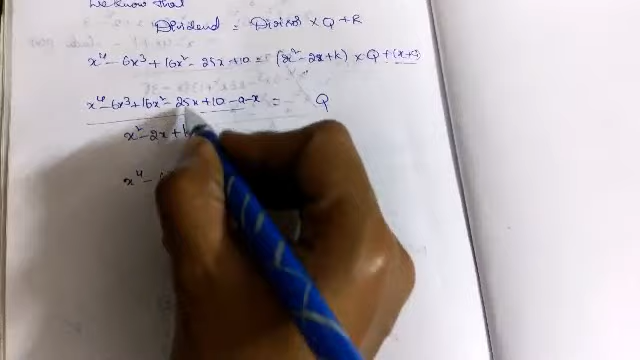 We know that
Dividend = Divisor × Q + R
x⁴ - 6x³ + 16x² - 25x + 10 = (x² - 2x + k) × Q + (x + a)
x⁴ - 6x³ + 16x² - 25x + 10 - a - x = Q
x² - 2x + k
x⁴ -